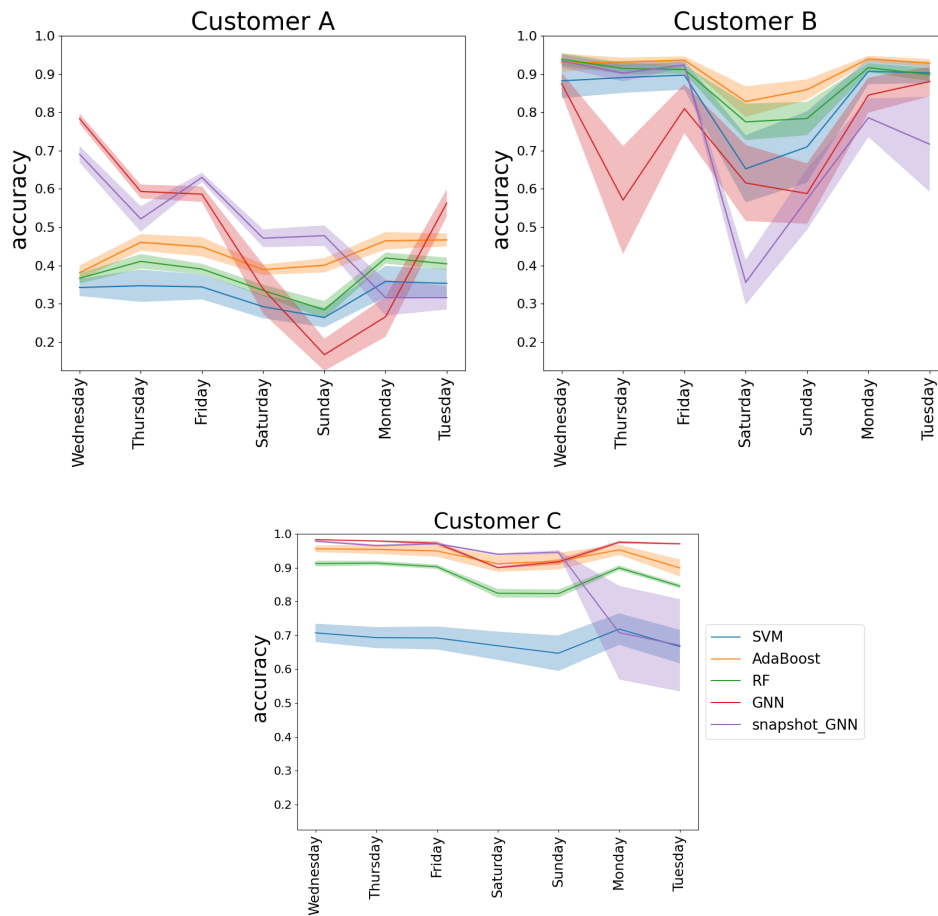 Customer A
accuracy
1.0
0.9
0.8
0.7
0.6
0.5
0.4
0.3
0.2
Wednesday
Thursday
Friday
Saturday
Sunday
Monday
Tuesday
Customer B
accuracy
1.0
0.9
0.8
0.7
0.6
0.5
0.4
0.3
0.2
Wednesday
Thursday
Friday
Saturday
Sunday
Monday
Tuesday
Customer C
accuracy
1.0
0.9
0.8
0.7
0.6
0.5
0.4
0.3
0.2
Wednesday
Thursday
Friday
Saturday
Sunday
Monday
Tuesday
SVM
AdaBoost
RF
GNN
snapshot_GNN